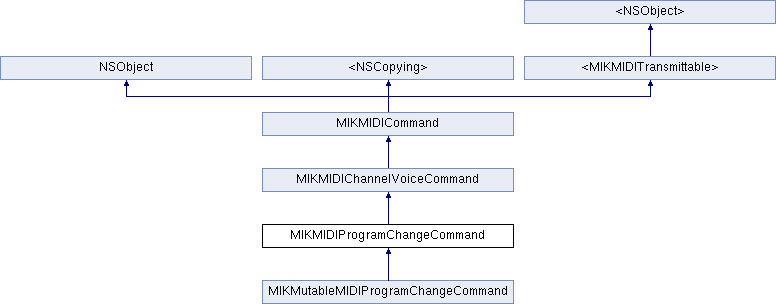 <NSObject>
NSObject
<NSCopying>
<MIKMIDITransmittable>
MIKMIDICommand
MIKMIDIChannelVoiceCommand
MIKMIDIProgramChangeCommand
MIKMutableMIDIProgramChangeCommand